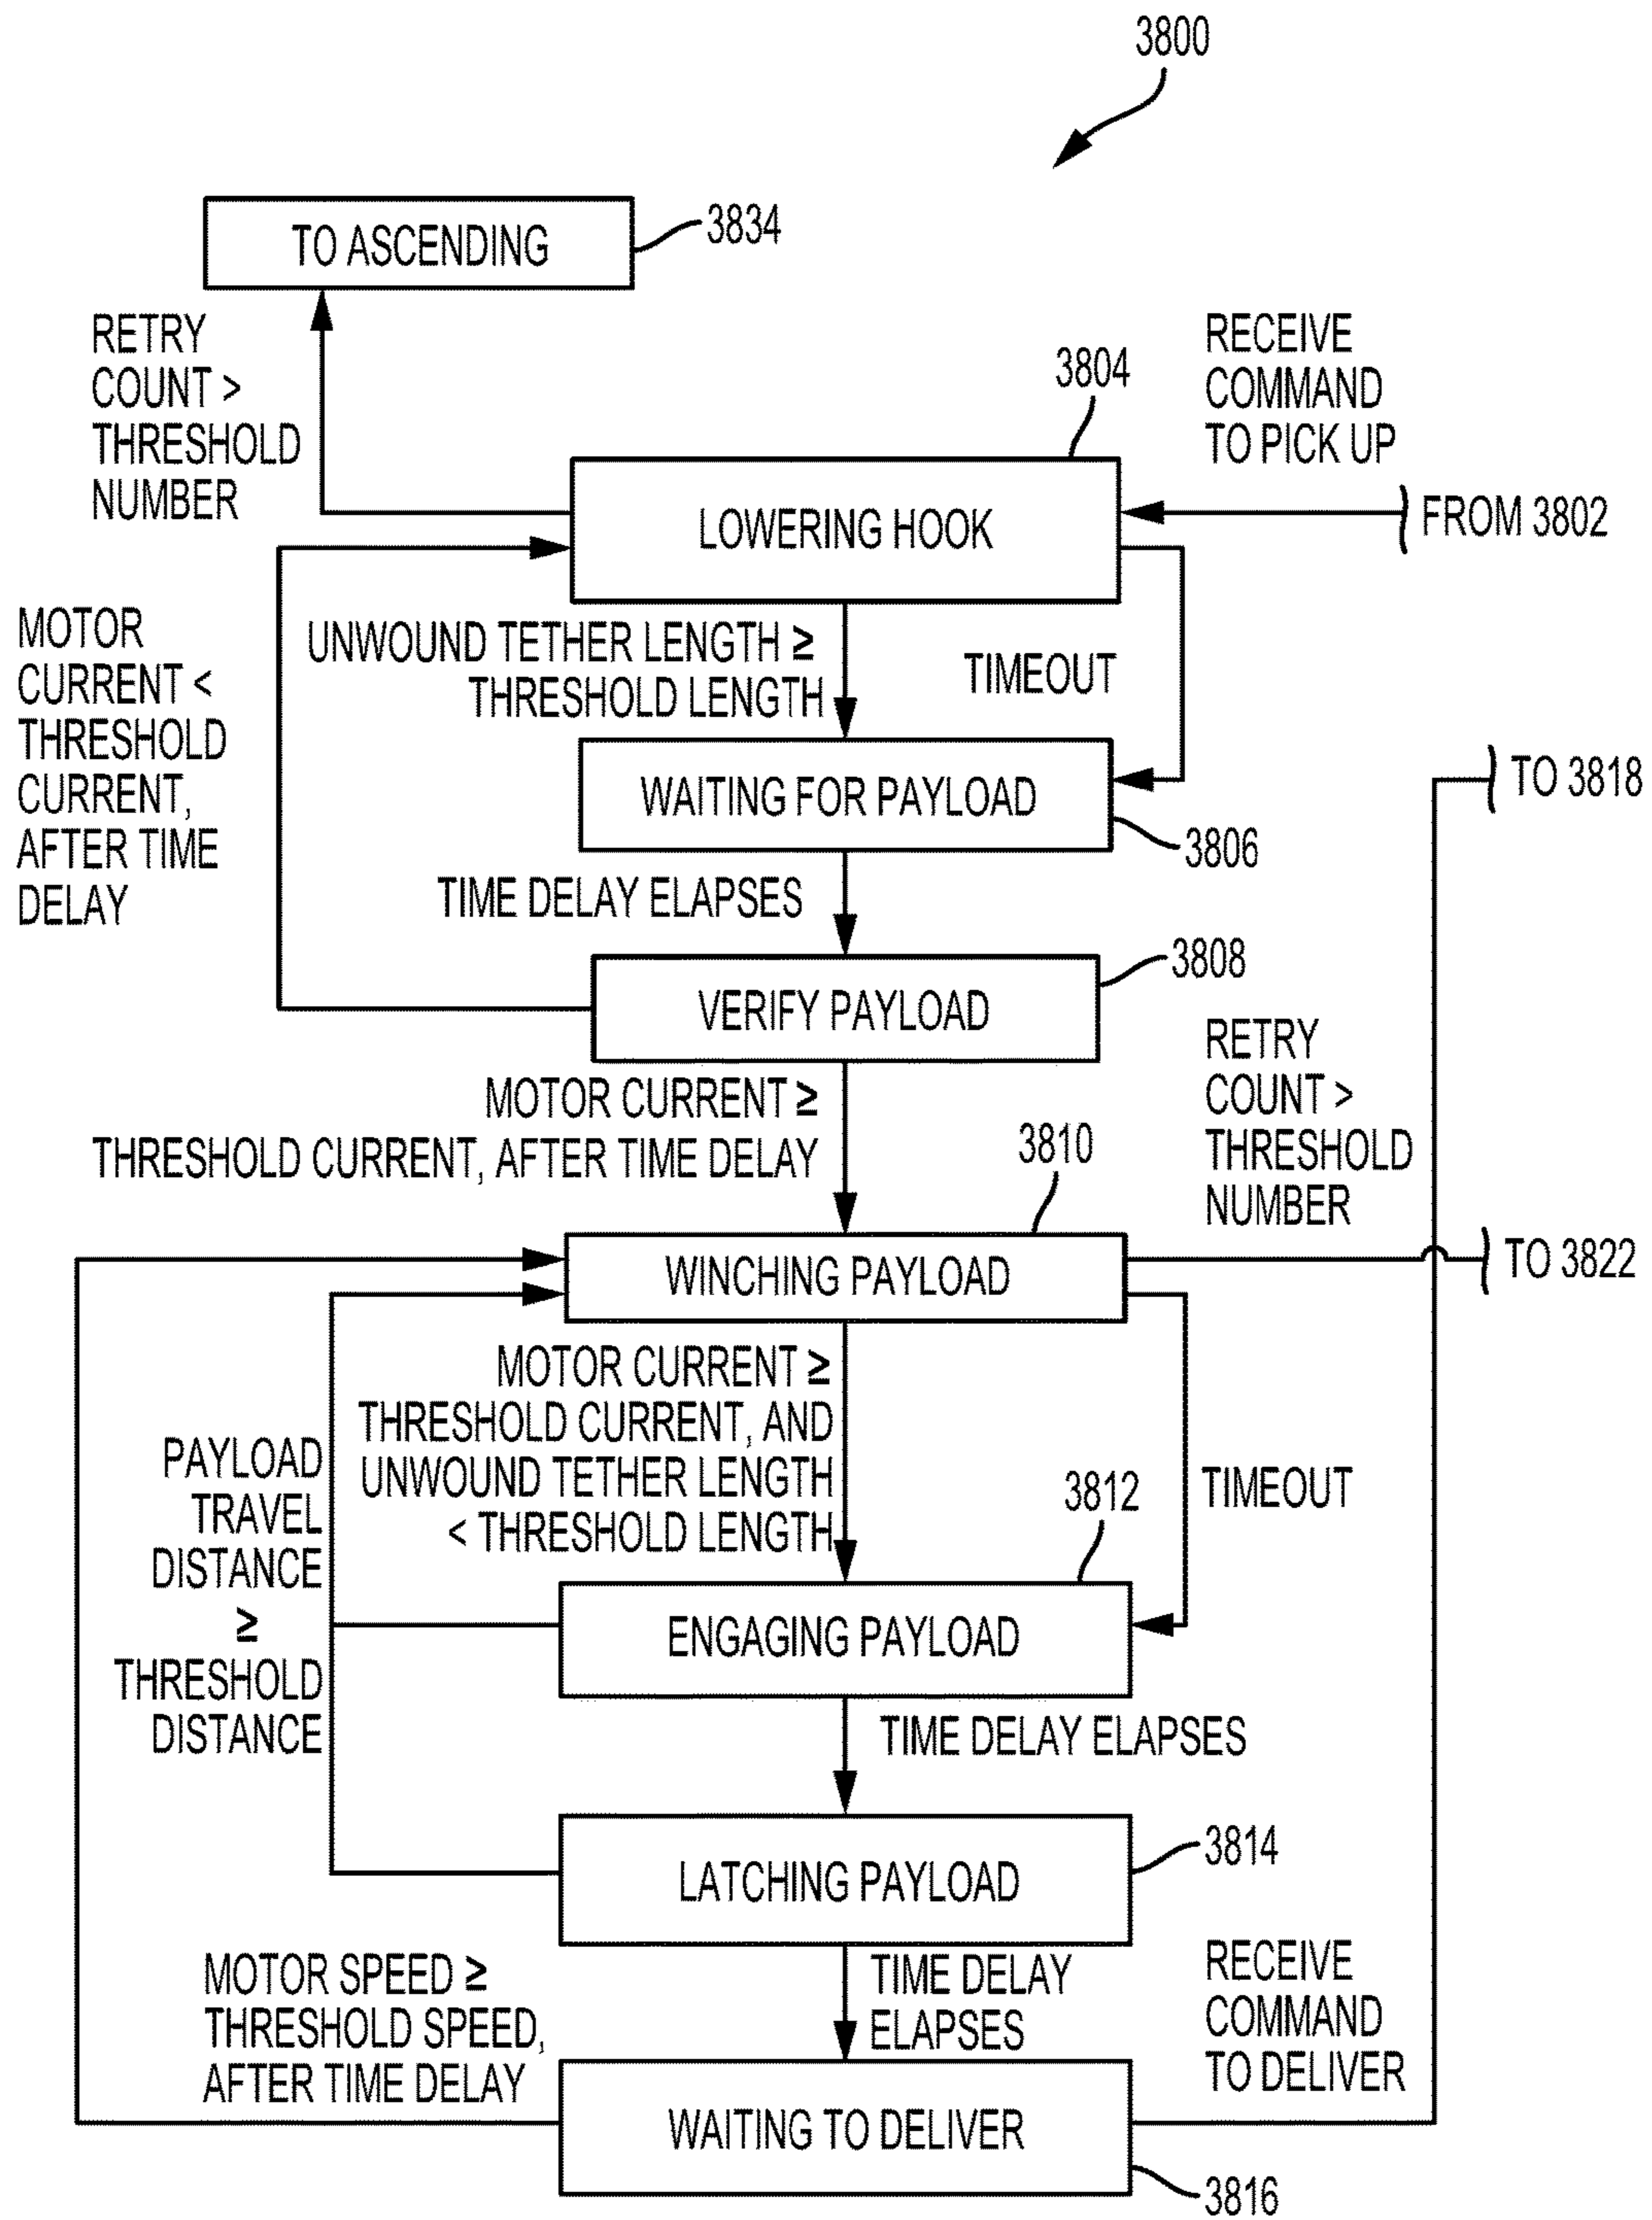 3800
TO ASCENDING
3834
RETRY
COUNT >
THRESHOLD
NUMBER
3804
RECEIVE
COMMAND
TO PICK UP
LOWERING HOOK
FROM 3802
MOTOR
CURRENT <
THRESHOLD
CURRENT,
AFTER TIME
DELAY
UNWOUND TETHER LENGTH ≥
THRESHOLD LENGTH
TIMEOUT
WAITING FOR PAYLOAD
3806
TO 3818
TIME DELAY ELAPSES
3808
VERIFY PAYLOAD
MOTOR CURRENT ≥
THRESHOLD CURRENT, AFTER TIME DELAY
RETRY
COUNT >
THRESHOLD
NUMBER
3810
WINCHING PAYLOAD
TO 3822
MOTOR CURRENT ≥
THRESHOLD CURRENT, AND
UNWOUND TETHER LENGTH
< THRESHOLD LENGTH
PAYLOAD
TRAVEL
DISTANCE
≥
THRESHOLD
DISTANCE
3812
TIMEOUT
ENGAGING PAYLOAD
TIME DELAY ELAPSES
LATCHING PAYLOAD
3814
MOTOR SPEED ≥
THRESHOLD SPEED,
AFTER TIME DELAY
TIME DELAY
ELAPSES
RECEIVE
COMMAND
TO DELIVER
WAITING TO DELIVER
3816